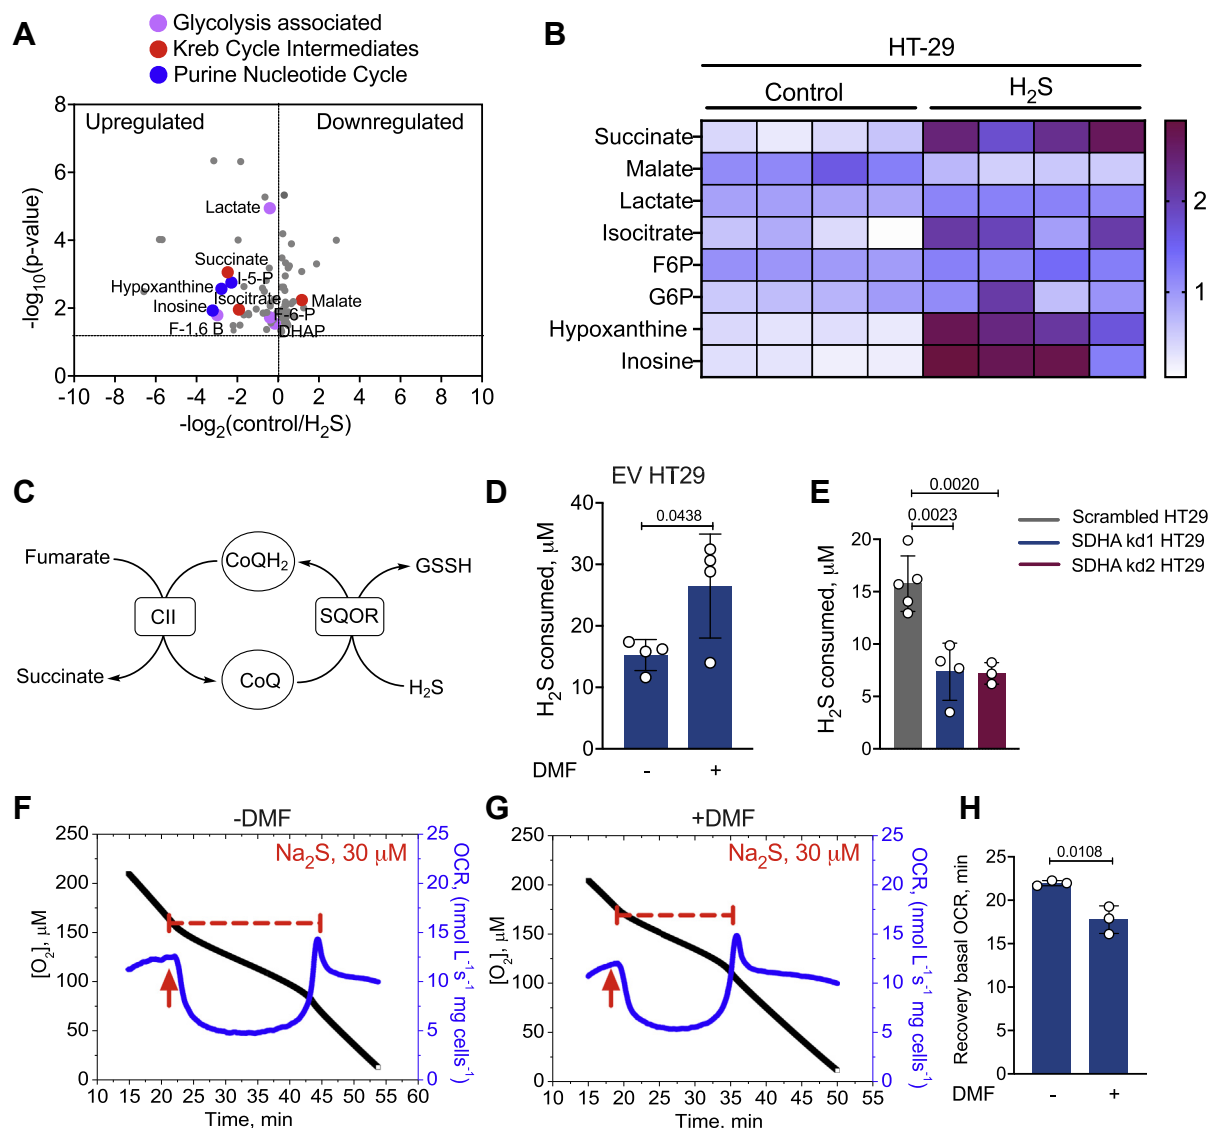 A
Glycolysis associated
Kreb Cycle Intermediates
Purine Nucleotide Cycle
Upregulated
Downregulated
8
6
4
2
0
-log10(p-value)
Lactate
Succinate
I-5-P
Hypoxanthine
Isocitrate
Malate
Inosine
F-6-P
F-1,6 B
DHAP
-10 -8 -6 -4 -2 0 2 4 6 8 10
-log2(control/H2S)
B
HT-29
Control
H2S
Succinate
Malate
Lactate
Isocitrate
F6P
G6P
Hypoxanthine
Inosine
2
1
C
Fumarate
CoQH2
GSSH
CII
SQOR
Succinate
CoQ
H2S
D
EV HT29
0.0438
40
30
20
10
0
H2S consumed, μM
DMF - +
E
0.0020
0.0023
Scrambled HT29
SDHA kd1 HT29
SDHA kd2 HT29
20
15
10
5
0
H2S consumed, μM
F
-DMF
Na2S, 30 μM
250
200
150
100
50
0
[O2], μM
25
20
15
10
5
0
OCR, (nmol L-1s-1 mg cells-1)
10 15 20 25 30 35 40 45 50 55 60
Time, min
G
+DMF
Na2S, 30 μM
250
200
150
100
50
0
[O2], μM
25
20
15
10
5
0
OCR, (nmol L-1s-1 mg cells-1)
10 15 20 25 30 35 40 45 50 55
Time, min
H
0.0108
25
20
15
10
5
0
Recovery basal OCR, min
DMF - +